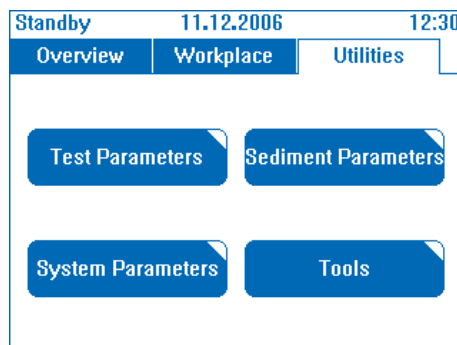 Standby 11.12.2006 12:30
Overview Workplace Utilities
Test Parameters Sediment Parameters
System Parameters Tools